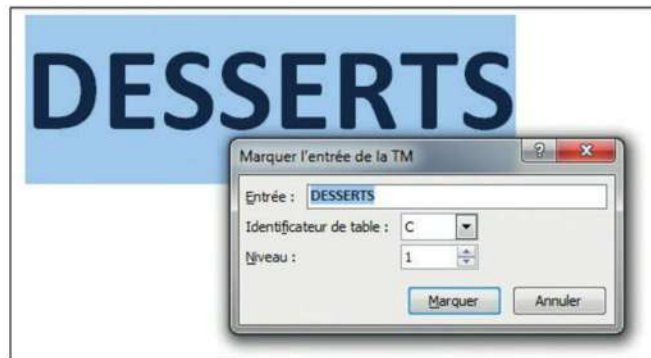 DESSERTS
Marquer l'entrée de la TM
Entrée : DESSERTS
Identificateur de table : C
Niveau : 1
Marquer Annuler